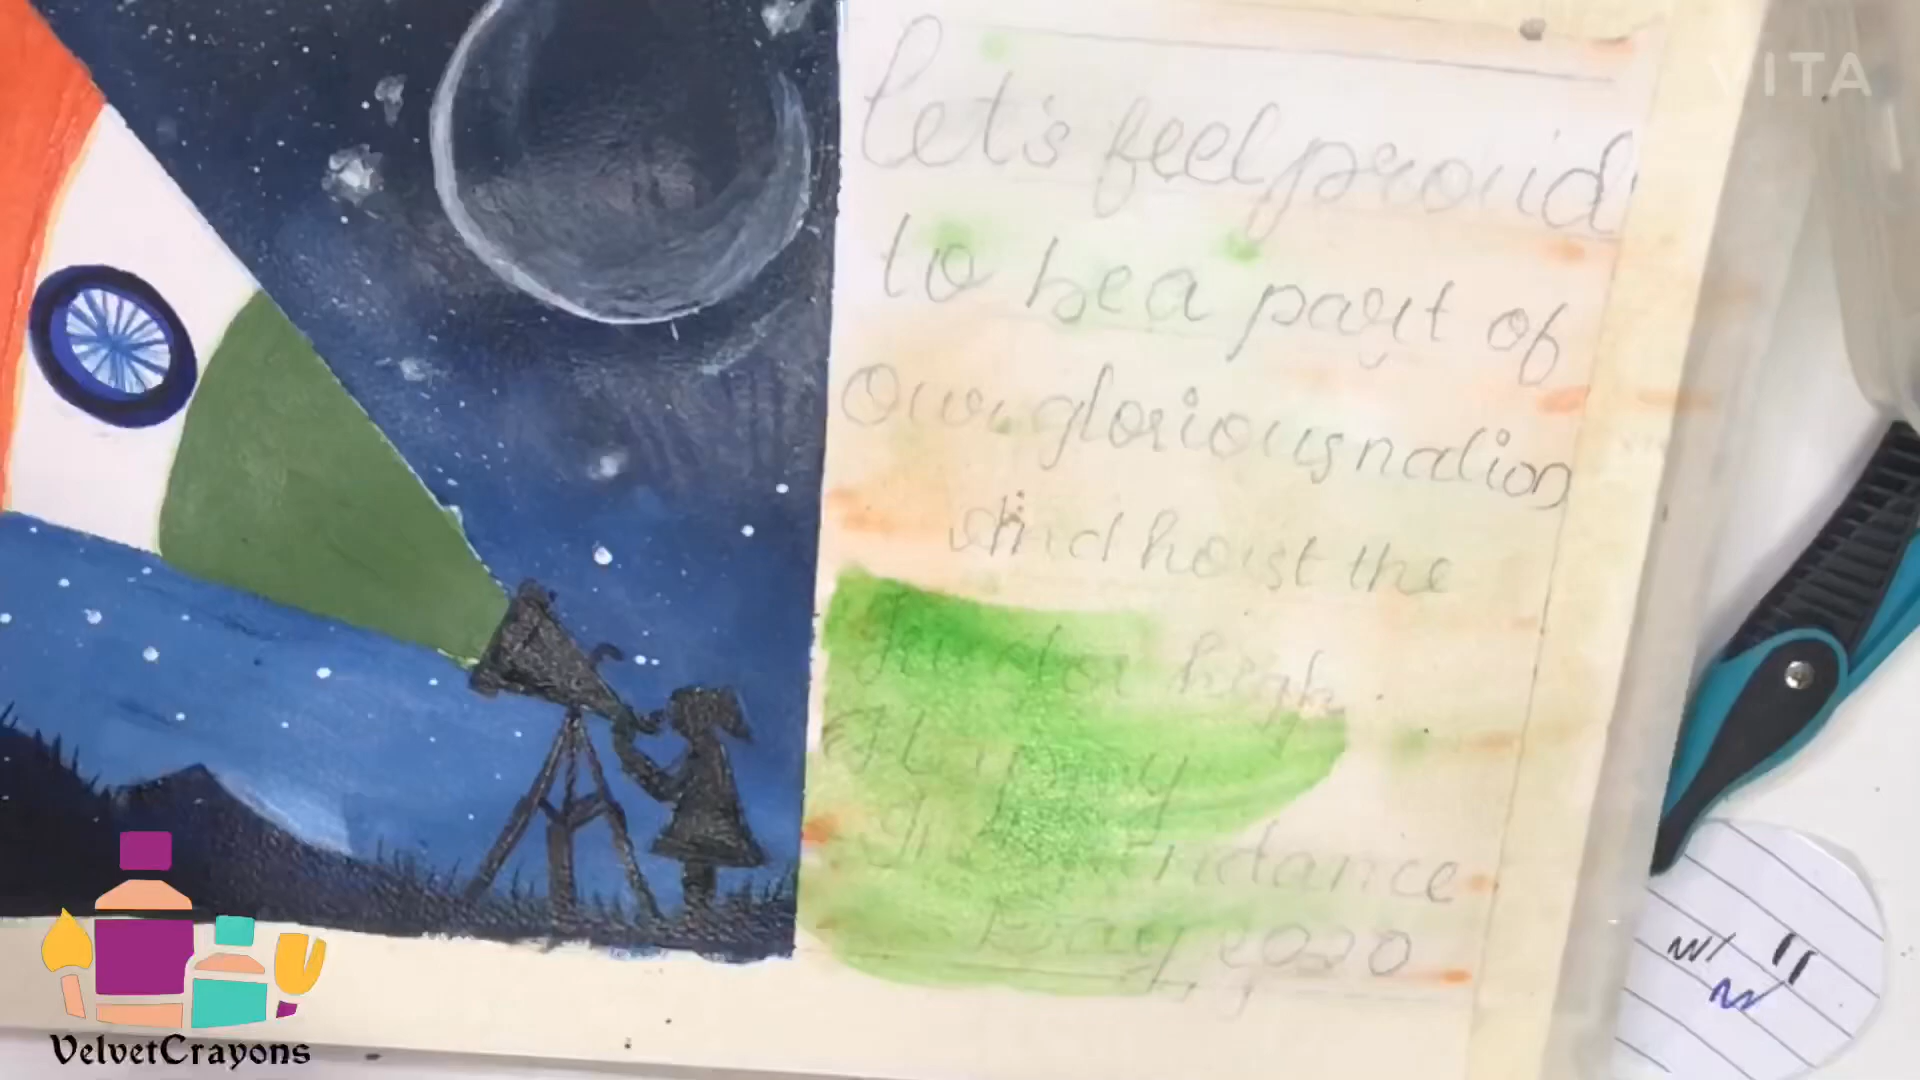 Let's feel proud
to be a part of
our glorious nation
and hoist the
high
Happy
Independance
Day 2020
VITA
VelvetCrayons